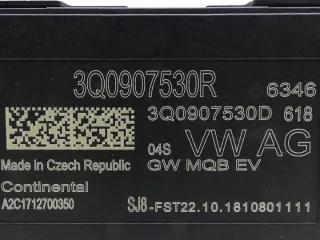 3Q0907530R 6346
3Q0907530D 618
04S VW AG
Made in Czech Republic GW MQB EV
Continental
A2C1712700350 SJ8-FST22.10.1810801111